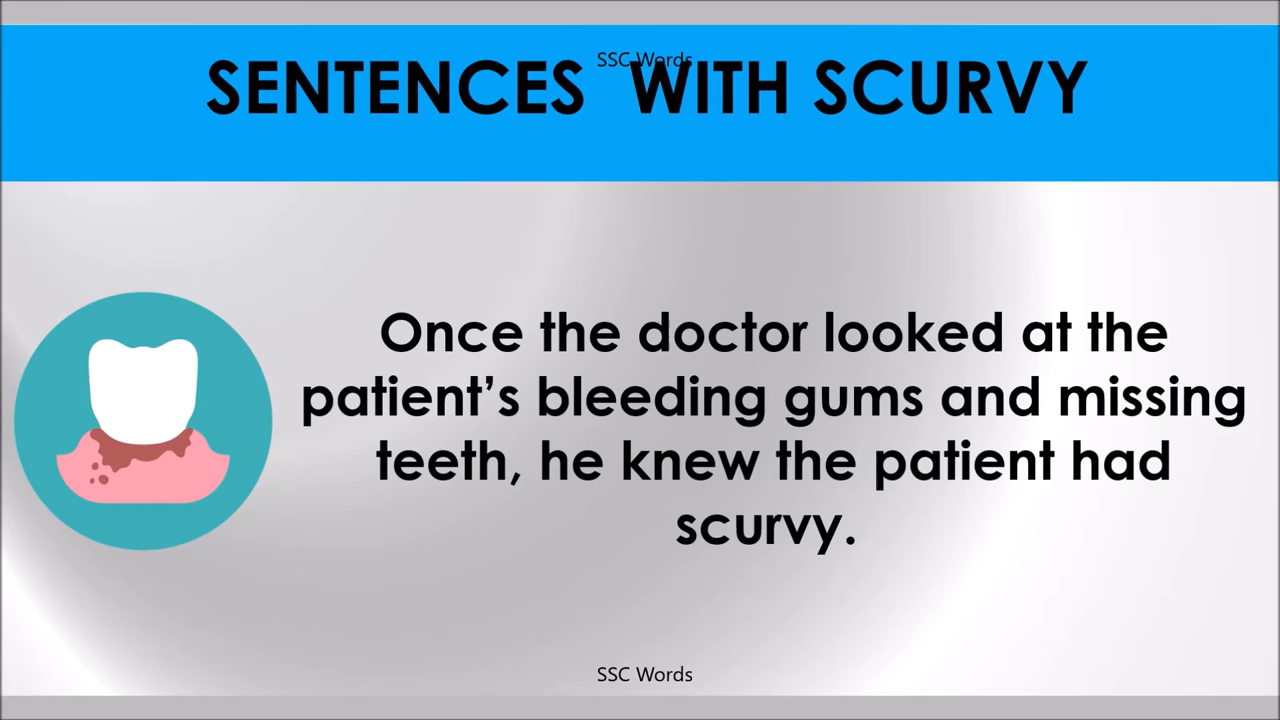 SSC Words
SENTENCES WITH SCURVY
Once the doctor looked at the
patient’s bleeding gums and missing
teeth, he knew the patient had
scurvy.
SSC Words